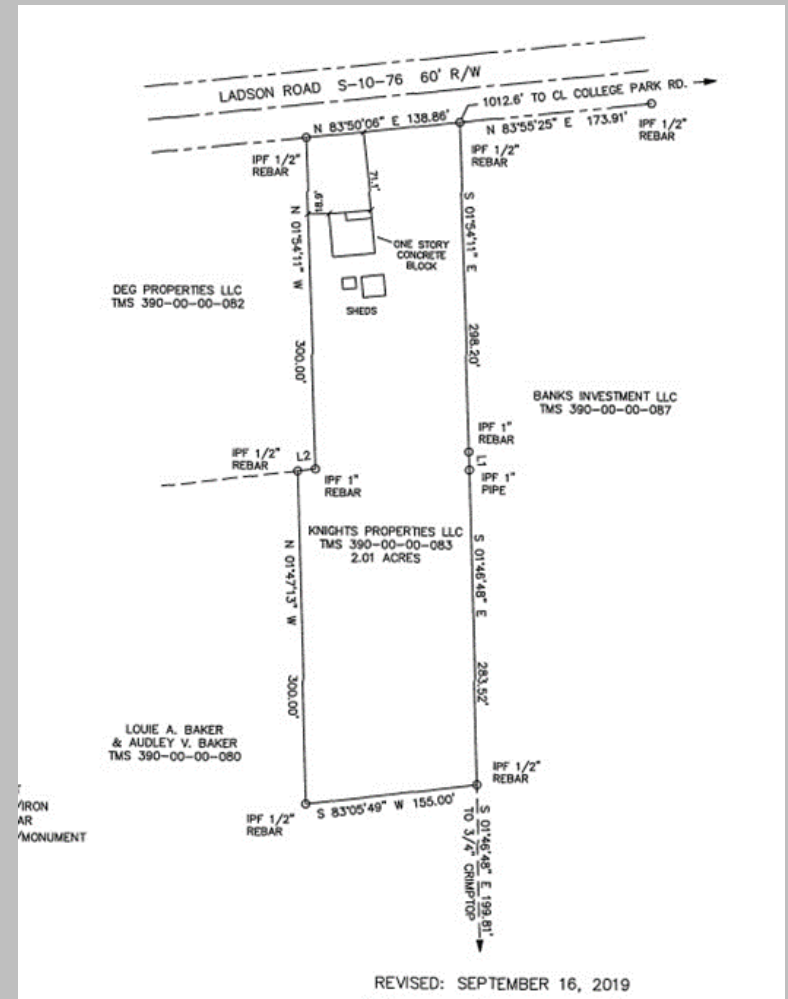 LADSON ROAD S-10-76 60' R/W
1012.6' TO CL COLLEGE PARK RD.
N 83°50'06" E 138.86'
N 83°55'25" E 173.91'
IPF 1/2"
REBAR
IPF 1/2"
REBAR
IPF 1/2"
REBAR
71.1'
18.9'
N 01°54'11" W
300.00'
S 01°54'11" E
298.20'
ONE STORY
CONCRETE
BLOCK
SHEDS
DEG PROPERTIES LLC
TMS 390-00-00-082
BANKS INVESTMENT LLC
TMS 390-00-00-087
IPF 1"
REBAR
L1
IPF 1"
PIPE
IPF 1/2"
REBAR
L2
IPF 1"
REBAR
KNIGHTS PROPERTIES LLC
TMS 390-00-00-083
2.01 ACRES
N 01°47'13" W
300.00'
S 01°46'48" E
283.52'
LOUIE A. BAKER
& AUDLEY V. BAKER
TMS 390-00-00-080
IPF 1/2"
REBAR
S 83°05'49" W 155.00'
IPF 1/2"
REBAR
S 01°46'48" E 199.81'
TO 3/4" CRIMPTOP
/IRON
AR
/MONUMENT
REVISED: SEPTEMBER 16, 2019